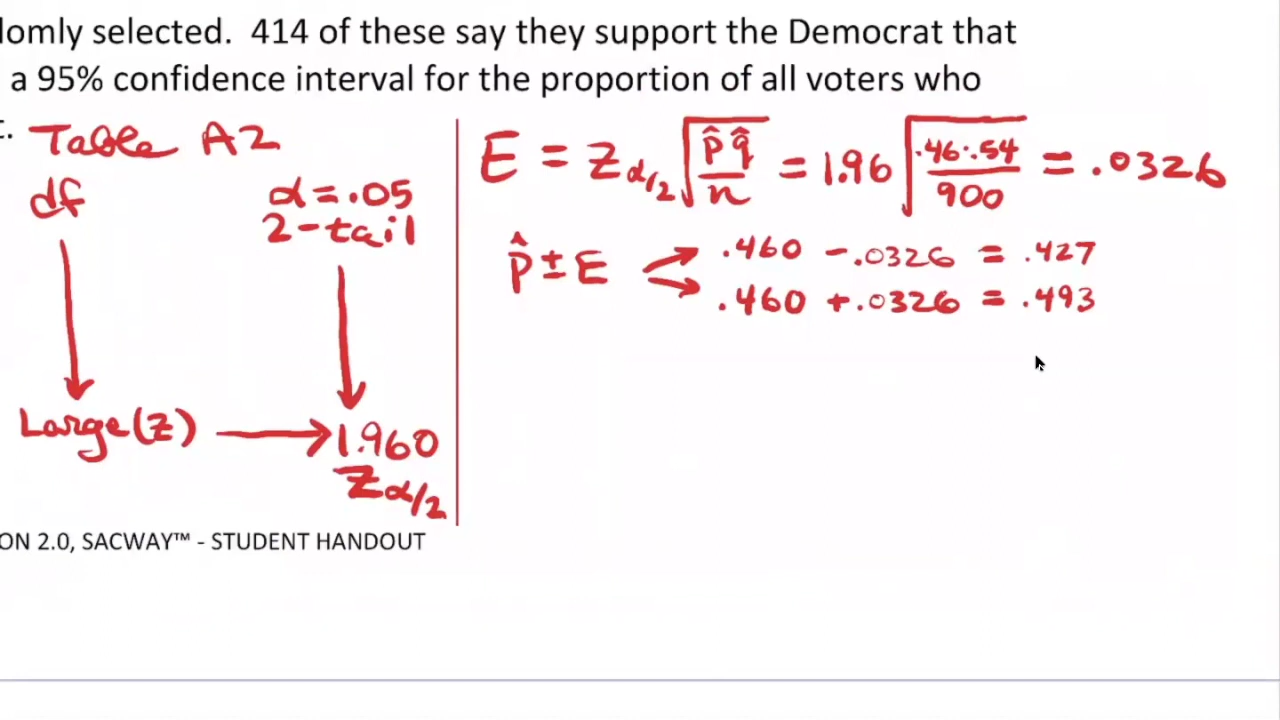 omly selected.  414 of these say they support the Democrat that
a 95% confidence interval for the proportion of all voters who
t.
Table A2
df
α = .05
2-tail
Large(Z) → 1.960
Zα/2
E = Zα/2 √(p̂ q̂ / n) = 1.96 √(.46·.54 / 900) = .0326
p̂ ± E
.460 - .0326 = .427
.460 + .0326 = .493
ON 2.0, SACWAY™ - STUDENT HANDOUT